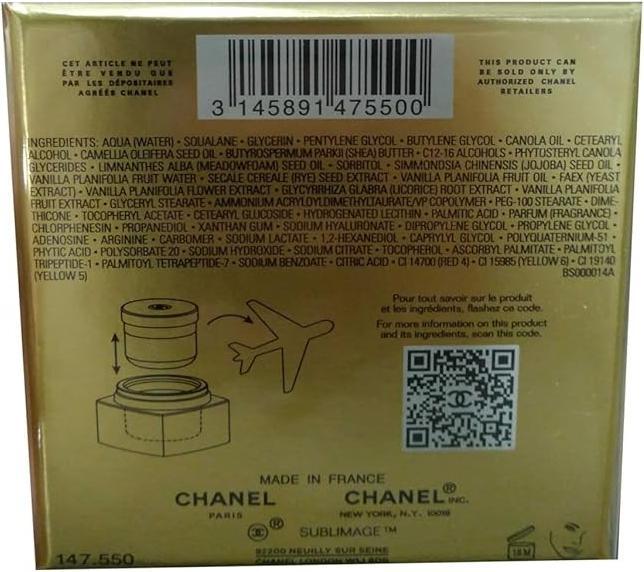 CET ARTICLE NE PEUT
ÊTRE VENDU QUE
PAR LES DÉPOSITAIRES
AGRÉÉS CHANEL
THIS PRODUCT CAN
BE SOLD ONLY BY
AUTHORIZED CHANEL
RETAILERS
3 145891 475500
INGREDIENTS: AQUA (WATER) • SQUALANE • GLYCERIN • PENTYLENE GLYCOL • BUTYLENE GLYCOL • CANOLA OIL • CETEARYL
ALCOHOL • CAMELLIA OLEIFERA SEED OIL • BUTYROSPERMUM PARKII (SHEA) BUTTER • C12-16 ALCOHOLS • PHYTOSTERYL CANOLA
GLYCERIDES • LIMNANTHES ALBA (MEADOWFOAM) SEED OIL • SORBITOL • SIMMONDSIA CHINENSIS (JOJOBA) SEED OIL •
VANILLA PLANIFOLIA FRUIT WATER SECALE CEREALE (RYE) SEED EXTRACT • VANILLA PLANIFOLIA FRUIT OIL • FAEX (YEAST
EXTRACT) • VANILLA PLANIFOLIA FLOWER EXTRACT • GLYCYRRHIZA GLABRA (LICORICE) ROOT EXTRACT • VANILLA PLANIFOLIA
FRUIT EXTRACT • GLYCERYL STEARATE • AMMONIUM ACRYLOYLDIMETHYLTAURATE/VP COPOLYMER • PEG-100 STEARATE • DIME-
THICONE • TOCOPHERYL ACETATE • CETEARYL GLUCOSIDE • HYDROGENATED LECITHIN • PALMITIC ACID • PARFUM (FRAGRANCE) •
CHLORPHENESIN • PROPANEDIOL • XANTHAN GUM • SODIUM HYALURONATE • DIPROPYLENE GLYCOL • PROPYLENE GLYCOL •
ADENOSINE • ARGININE • CARBOMER • SODIUM LACTATE • 1,2-HEXANEDIOL • CAPRYLYL GLYCOL • POLYQUATERNIUM-51 •
PHYTIC ACID • POLYSORBATE 20 • SODIUM HYDROXIDE • SODIUM CITRATE • TOCOPHEROL • ASCORBYL PALMITATE • PALMITOYL
TRIPEPTIDE-1 • PALMITOYL TETRAPEPTIDE-7 • SODIUM BENZOATE • CITRIC ACID • CI 14700 (RED 4) • CI 15985 (YELLOW 6) • CI 19140
(YELLOW 5) BS000014A
Pour tout savoir sur le produit
et les ingrédients, flashez ce code.
For more information on this product
and its ingredients, scan this code.
MADE IN FRANCE
CHANEL CHANEL® INC.
PARIS NEW YORK, N.Y. 10019
® SUBLIMAGE™
92200 NEUILLY SUR SEINE
CHANEL LONDON W1J 6DG
147.550
18 M